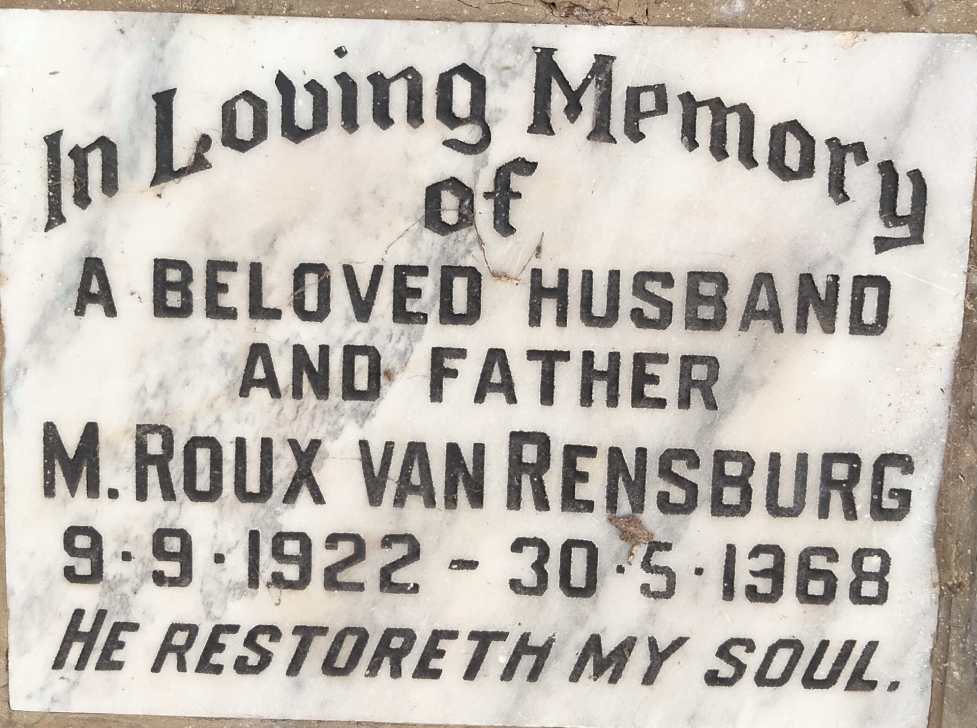 In Loving Memory
of
A BELOVED HUSBAND
AND FATHER
M. ROUX VAN RENSBURG
9·9·1922 - 30·5·1368
HE RESTORETH MY SOUL.